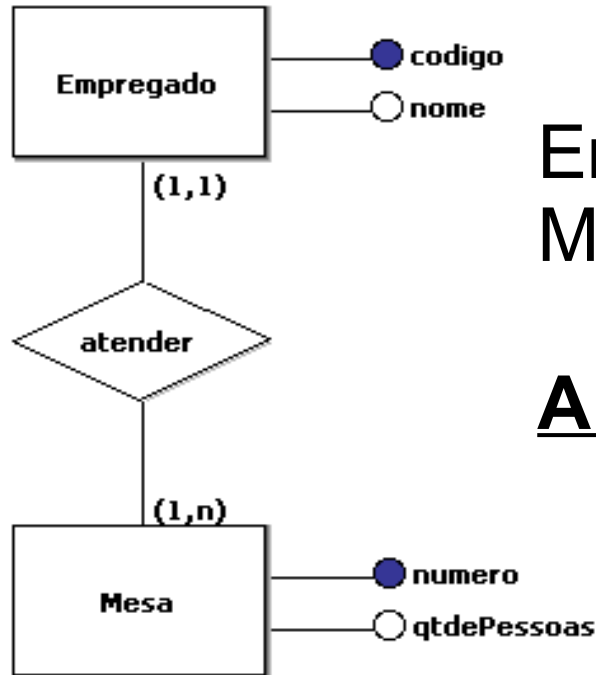 codigo
Empregado
nome
(1,1)
atender
A
(1,n)
numero
Mesa
qtdePessoas